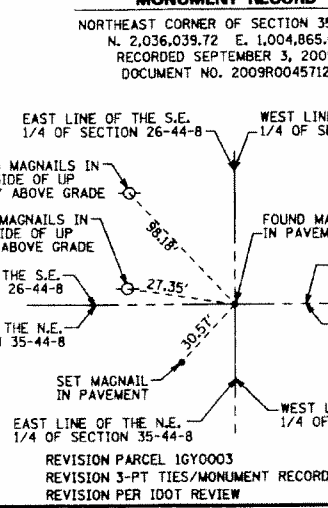 MONUMENT RECORD
NORTHEAST CORNER OF SECTION 35
N. 2,036,039.72 E. 1,004,865.
RECORDED SEPTEMBER 3, 200
DOCUMENT NO. 2009R0045712
EAST LINE OF THE S.E.
1/4 OF SECTION 26-44-8
WEST LINE
1/4 OF SE
MAGNAILS IN
SIDE OF UP
ABOVE GRADE
98.18'
MAGNAILS IN
SIDE OF UP
ABOVE GRADE
FOUND MA
IN PAVEM
27.35'
THE S.E.
26-44-8
THE N.E.
35-44-8
30.57'
SET MAGNAIL
IN PAVEMENT
EAST LINE OF THE N.E.
1/4 OF SECTION 35-44-8
WEST L
1/4 OF
REVISION PARCEL 1GY0003
REVISION 3-PT TIES/MONUMENT RECORD
REVISION PER IDOT REVIEW